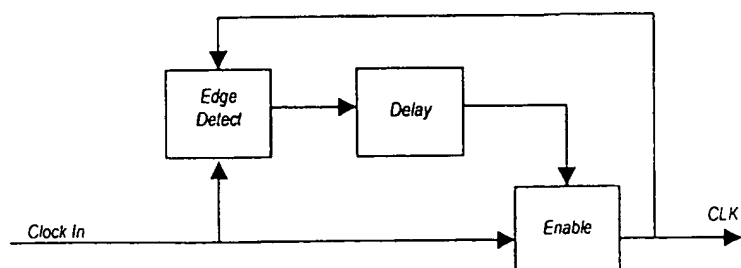 Edge
Detect
Delay
Enable
Clock In
CLK